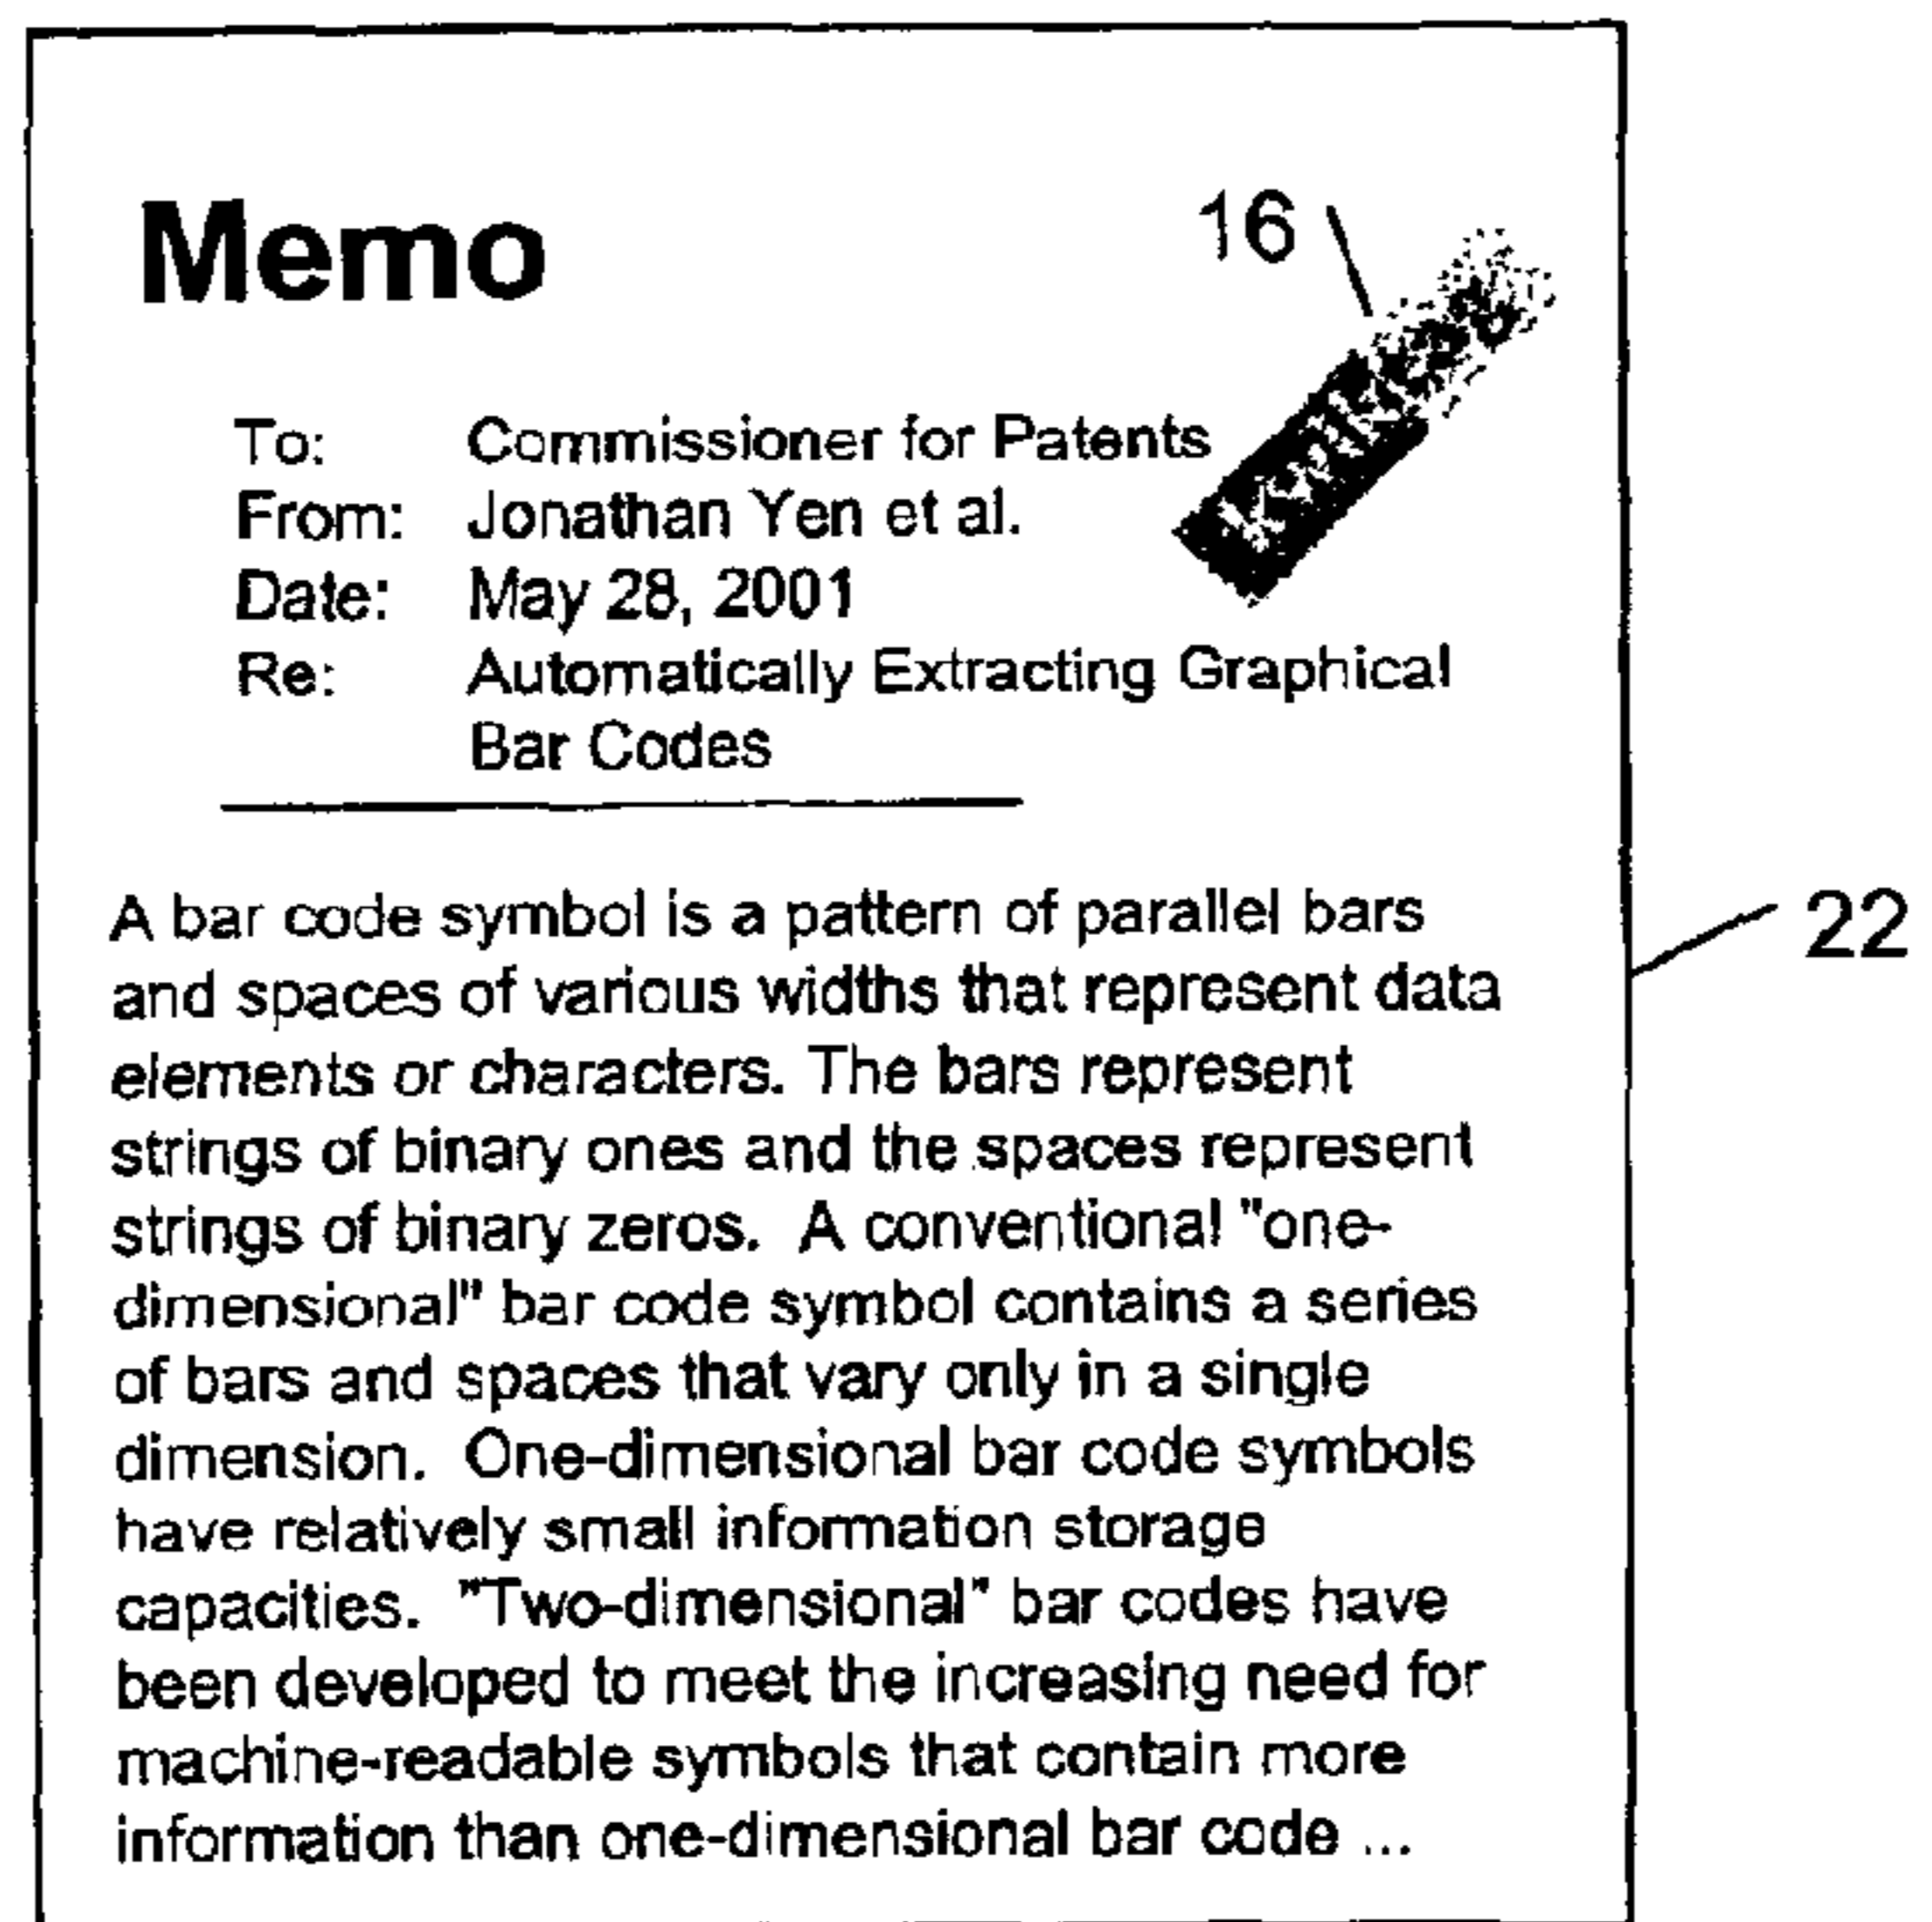 Memo
16
To: Commissioner for Patents
From: Jonathan Yen et al.
Date: May 28, 2001
Re: Automatically Extracting Graphical
Bar Codes
A bar code symbol is a pattern of parallel bars
22
and spaces of various widths that represent data
elements or characters. The bars represent
strings of binary ones and the spaces represent
strings of binary zeros. A conventional "one-
dimensional" bar code symbol contains a series
of bars and spaces that vary only in a single
dimension. One-dimensional bar code symbols
have relatively small information storage
capacities. "Two-dimensional" bar codes have
been developed to meet the increasing need for
machine-readable symbols that contain more
information than one-dimensional bar code ...